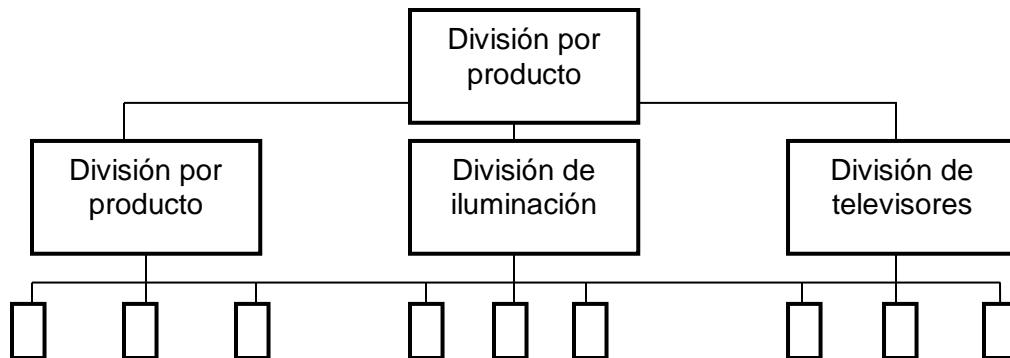 División por
producto
División por
producto
División de
iluminación
División de
televisores